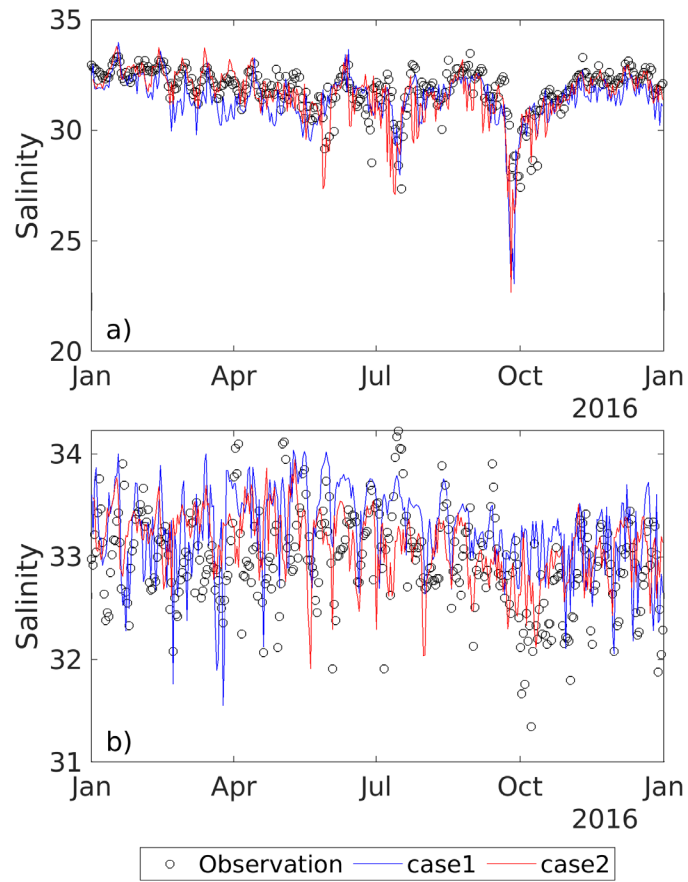 35
30
Salinity
25
a)
20
Jan Apr Jul Oct Jan
2016
34
33
Salinity
32
b)
31
Jan Apr Jul Oct Jan
2016
Observation case1 case2